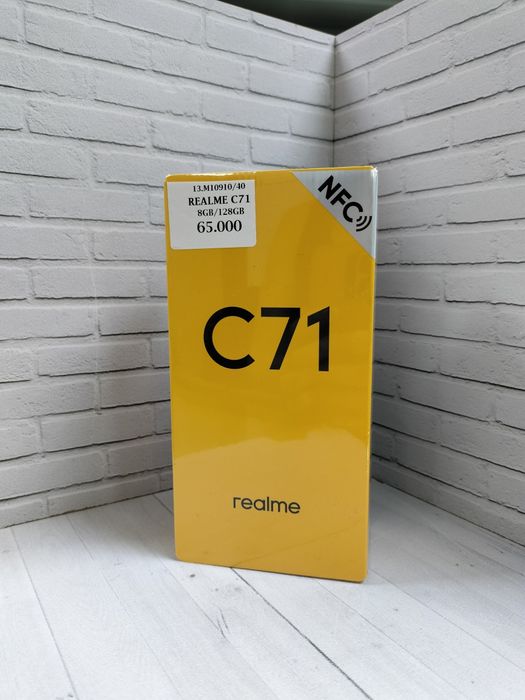 13.M10910/40
REALME C71
8GB/128GB
65.000
NFC
C71
realme